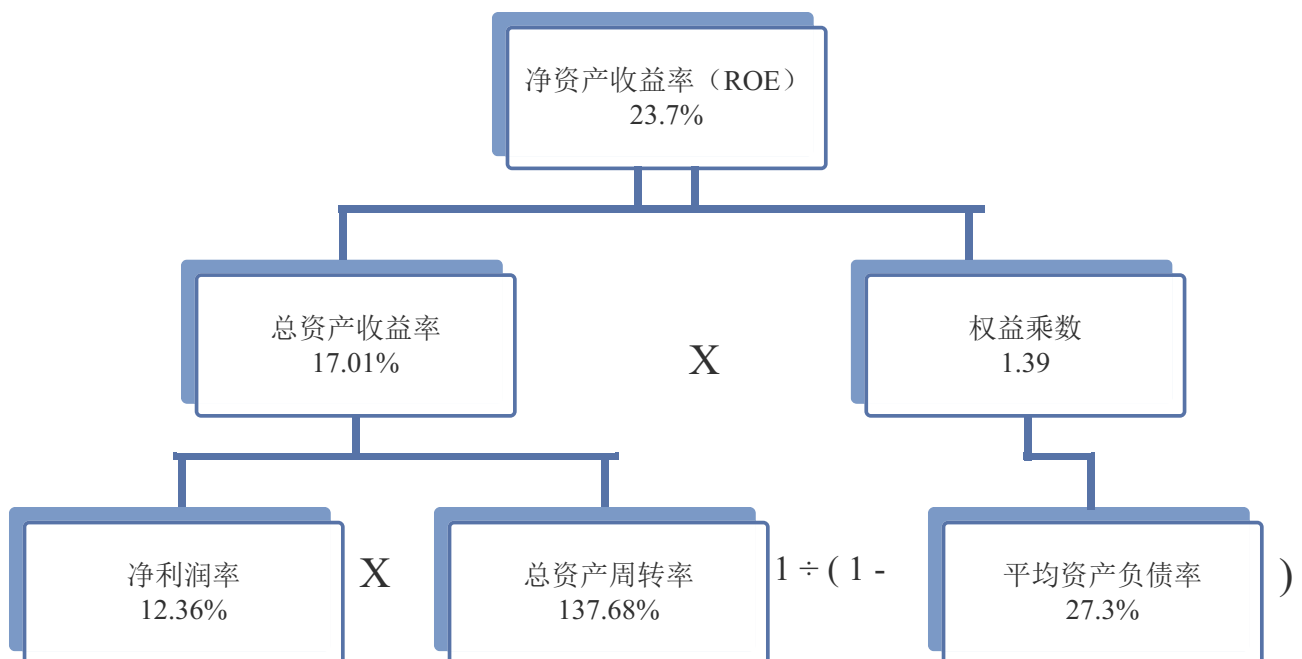 净资产收益率（ROE）
23.7%
总资产收益率
17.01%
X
权益乘数
1.39
净利润率
12.36%
X
总资产周转率
137.68%
1 ÷ ( 1 -
平均资产负债率
27.3%
)